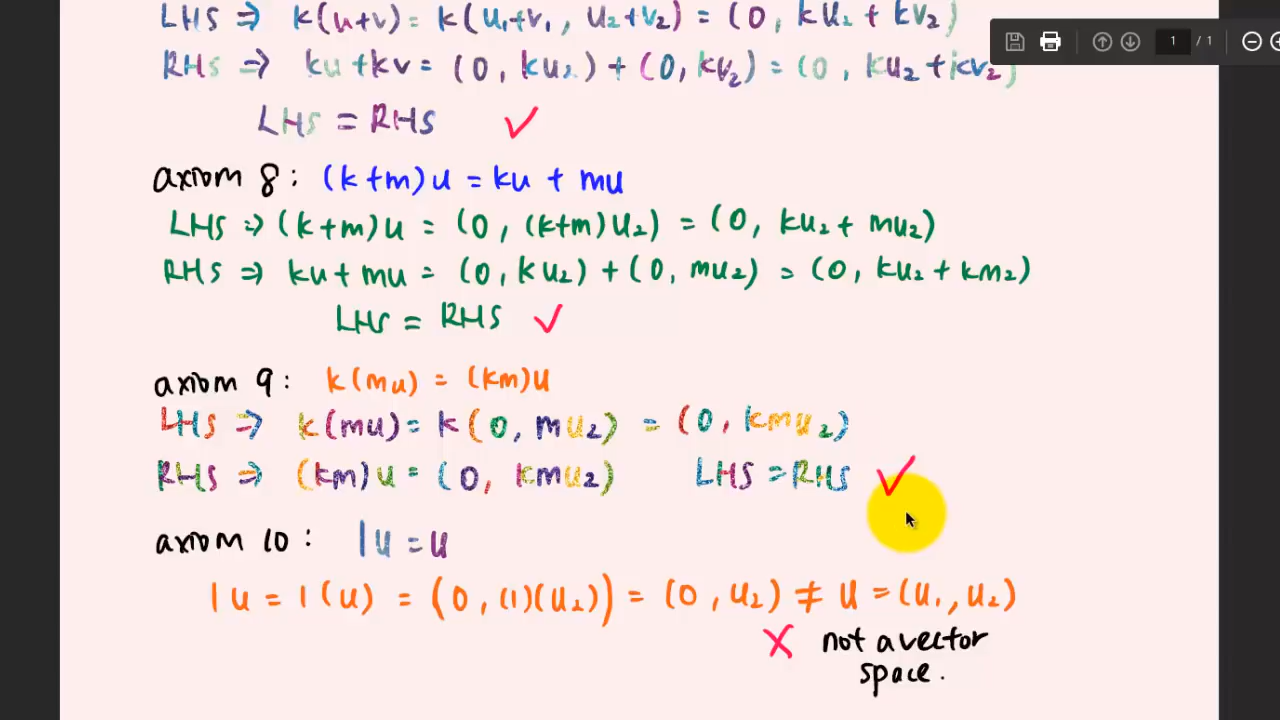 LHS ⇒ k(u+v) = k(u₁+v₁, u₂+v₂) = (0, ku₂ + kv₂)
1 / 1
RHS ⇒ ku + kv = (0, ku₂) + (0, kv₂) = (0, ku₂ + kv₂)
LHS = RHS ✓
axiom 8: (k+m)u = ku + mu
LHS ⇒ (k+m)u = (0, (k+m)u₂) = (0, ku₂ + mu₂)
RHS ⇒ ku + mu = (0, ku₂) + (0, mu₂) = (0, ku₂ + km₂)
LHS = RHS ✓
axiom 9: k(mu) = (km)u
LHS ⇒ k(mu) = k(0, mu₂) = (0, kmu₂)
RHS ⇒ (km)u = (0, kmu₂) LHS = RHS ✓
axiom 10: 1u = u
1u = 1(u) = (0, (1)(u₂)) = (0, u₂) ≠ u = (u₁, u₂)
✗ not a vector
space.